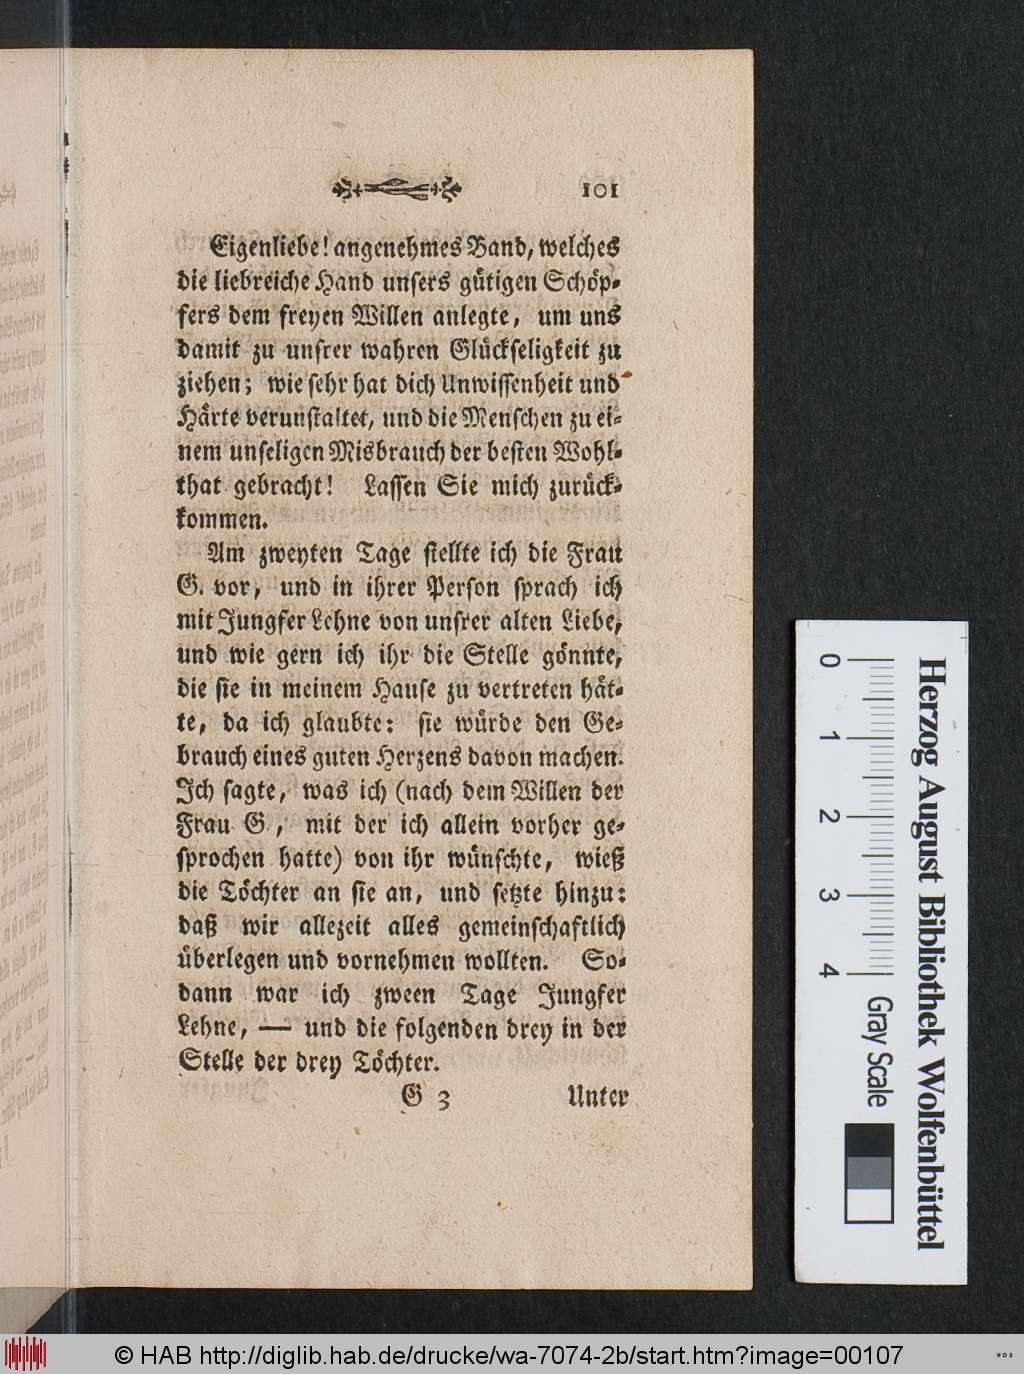 101
Eigenliebe! angenehmes Band, welches
die liebreiche Hand unsers gütigen Schöp-
fers dem freyen Willen anlegte, um uns
damit zu unsrer wahren Glückseligkeit zu
ziehen; wie sehr hat dich Unwissenheit und
Härte verunstaltet, und die Menschen zu ei-
nem unseligen Misbrauch der besten Wohl-
that gebracht! Lassen Sie mich zurück-
kommen.
Am zweyten Tage stellte ich die Frau
G. vor, und in ihrer Person sprach ich
mit Jungfer Lehne von unsrer alten Liebe,
und wie gern ich ihr die Stelle gönnte,
die sie in meinem Hause zu vertreten hät-
te, da ich glaubte: sie würde den Ge-
brauch eines guten Herzens davon machen.
Ich sagte, was ich (nach dem Willen der
Frau G., mit der ich allein vorher ge-
sprochen hatte) von ihr wünschte, wieß
die Töchter an sie an, und setzte hinzu:
daß wir allezeit alles gemeinschaftlich
überlegen und vornehmen wollten. So-
dann war ich zween Tage Jungfer
Lehne, — und die folgenden drey in der
Stelle der drey Töchter.
G 3 Unter
Herzog August Bibliothek Wolfenbüttel
0 1 2 3 4 Gray Scale
© HAB http://diglib.hab.de/drucke/wa-7074-2b/start.htm?image=00107
WDB